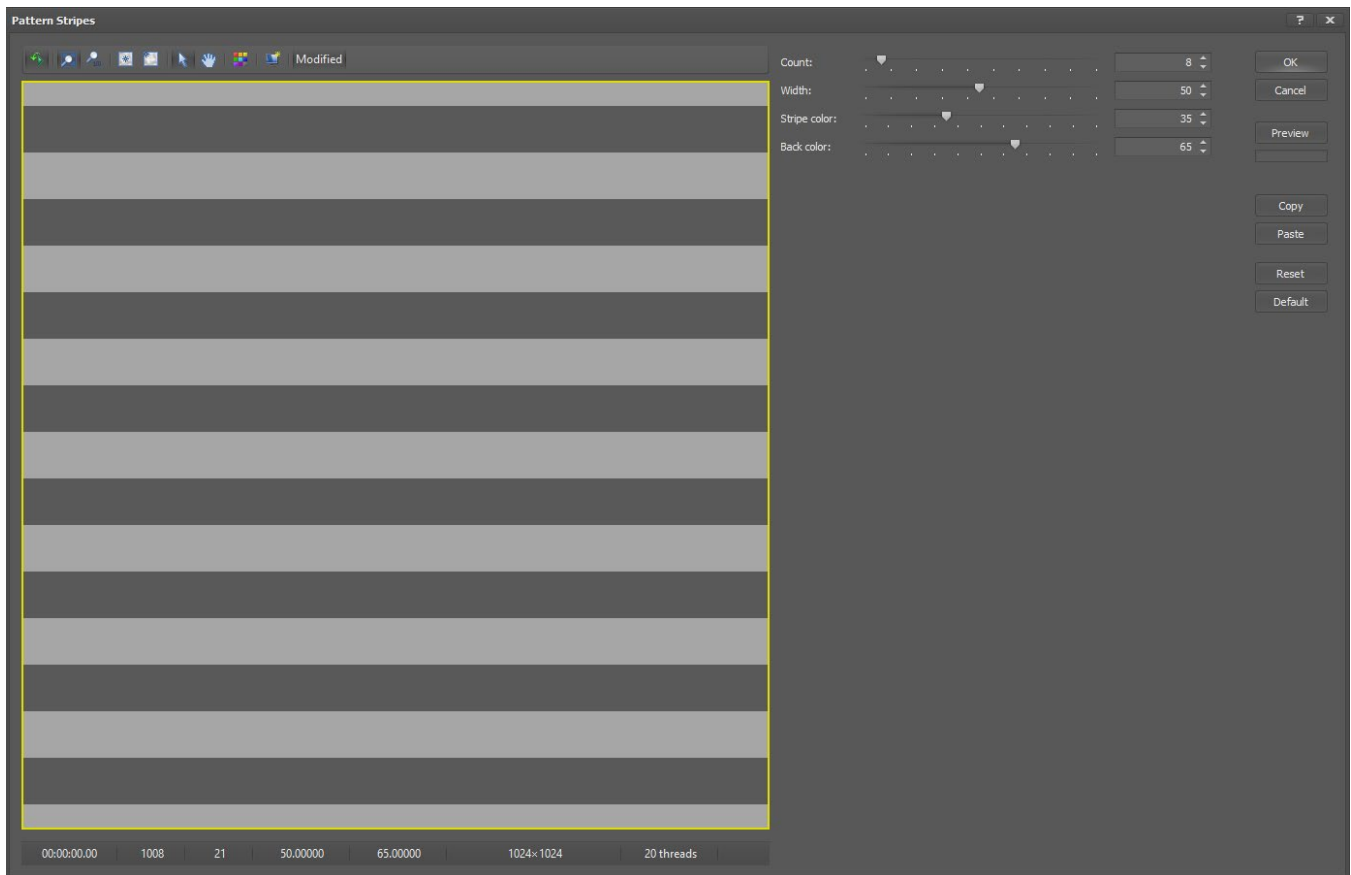 Pattern Stripes
? x
Modified
Count: 8
Width: 50
Stripe color: 35
Back color: 65
OK
Cancel
Preview
Copy
Paste
Reset
Default
00:00:00.00 1008 21 50.00000 65.00000 1024×1024 20 threads